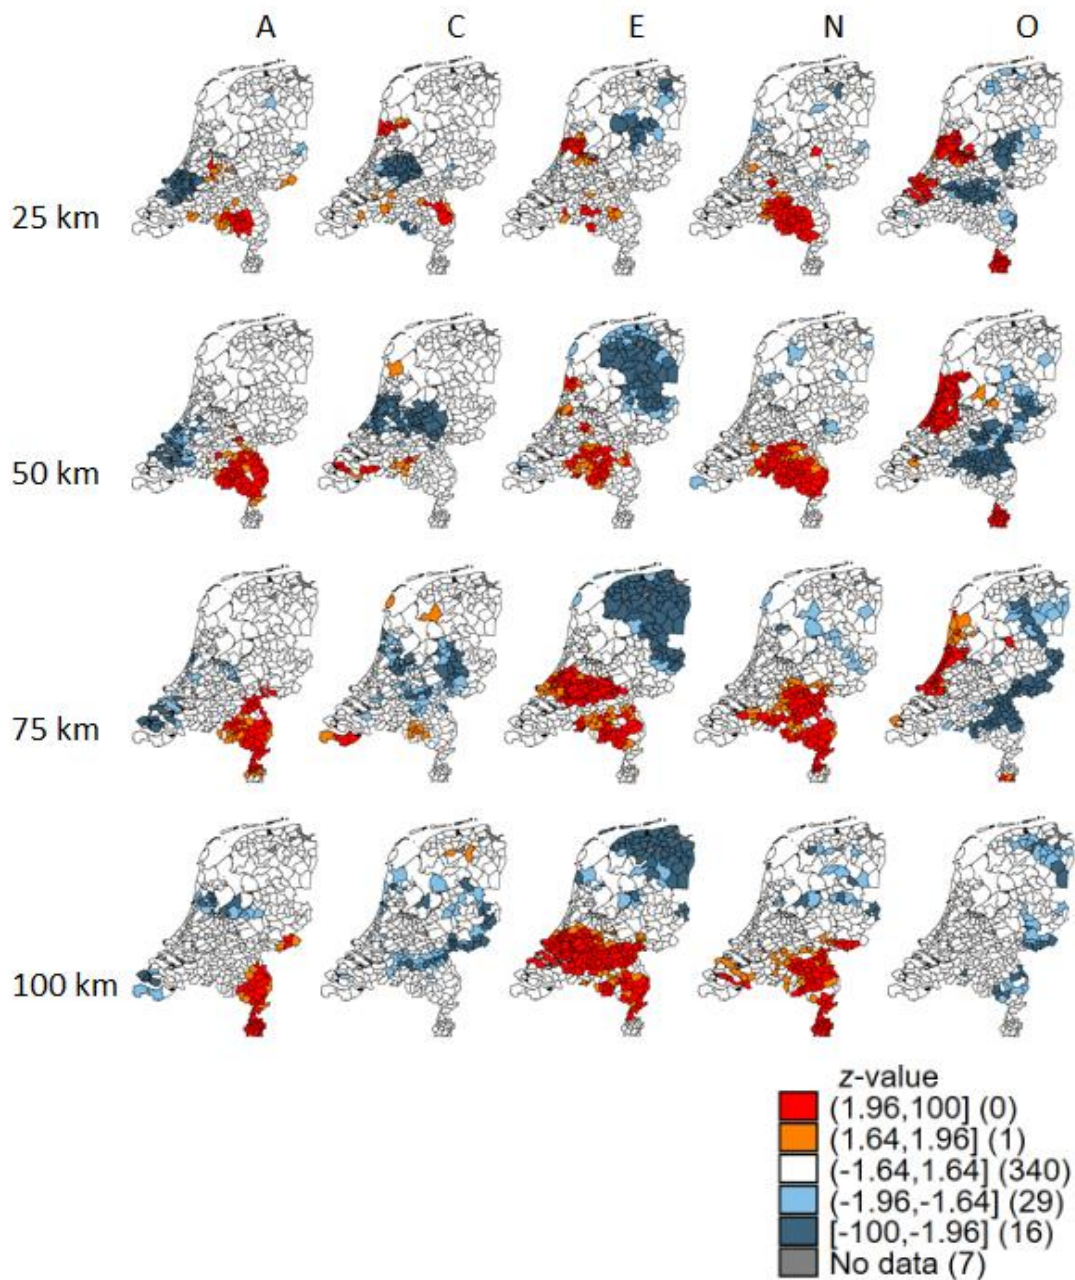 A C E N O
25 km
50 km
75 km
100 km
z-value
(1.96,100] (0)
(1.64,1.96] (1)
(-1.64,1.64] (340)
(-1.96,-1.64] (29)
[-100,-1.96] (16)
No data (7)